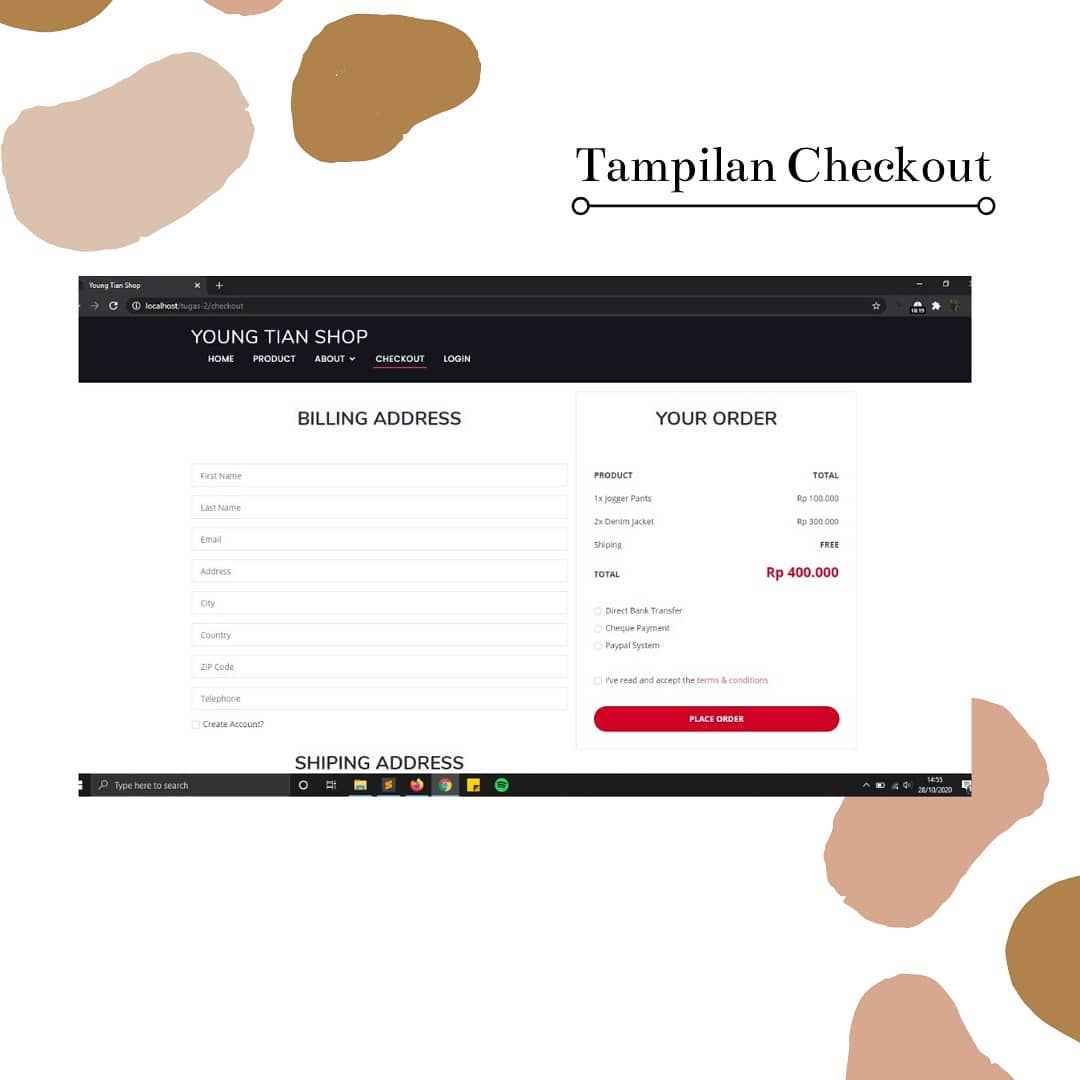 Tampilan Checkout
Young Tian Shop
localhost/tugas-2/checkout
18:19
YOUNG TIAN SHOP
HOME PRODUCT ABOUT CHECKOUT LOGIN
BILLING ADDRESS
First Name
Last Name
Email
Address
City
Country
ZIP Code
Telephone
Create Account?
SHIPING ADDRESS
YOUR ORDER
PRODUCT TOTAL
1x Jogger Pants Rp 100.000
2x Denim Jacket Rp 300.000
Shiping FREE
TOTAL Rp 400.000
Direct Bank Transfer
Cheque Payment
Paypal System
I've read and accept the terms & conditions
PLACE ORDER
Type here to search
14:55
28/10/2020